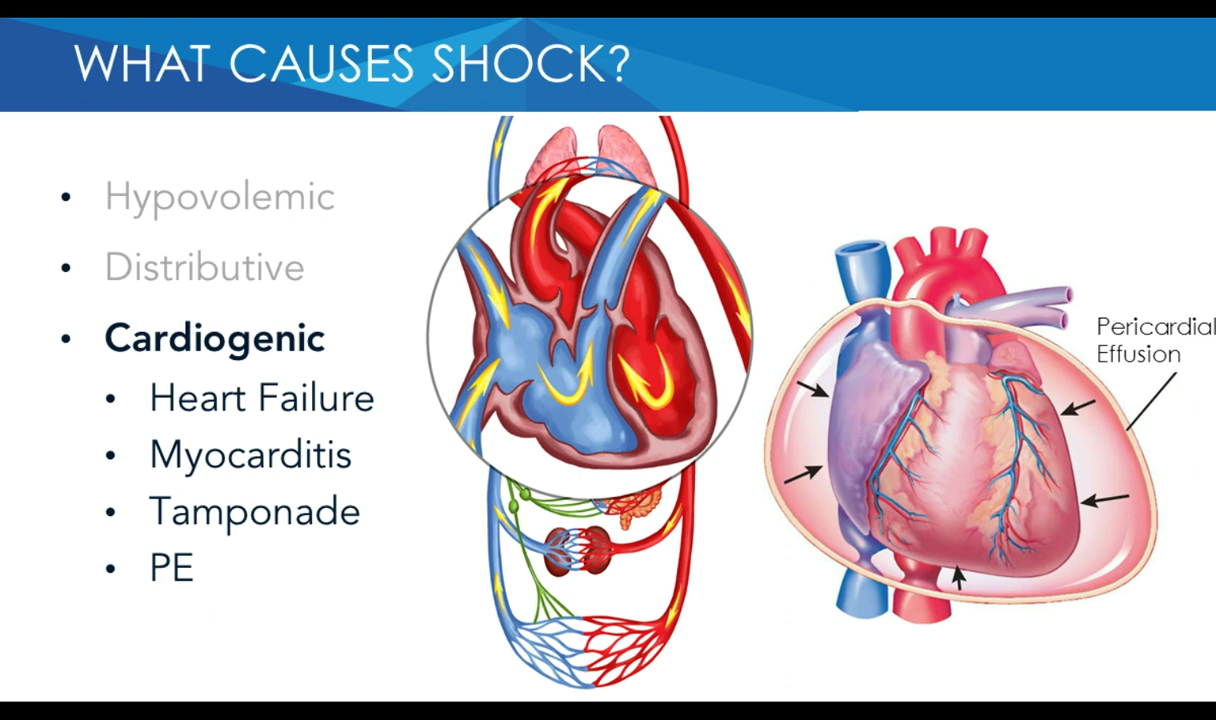 WHAT CAUSES SHOCK?
• Hypovolemic
• Distributive
• Cardiogenic
• Heart Failure
• Myocarditis
• Tamponade
• PE
Pericardial
Effusion